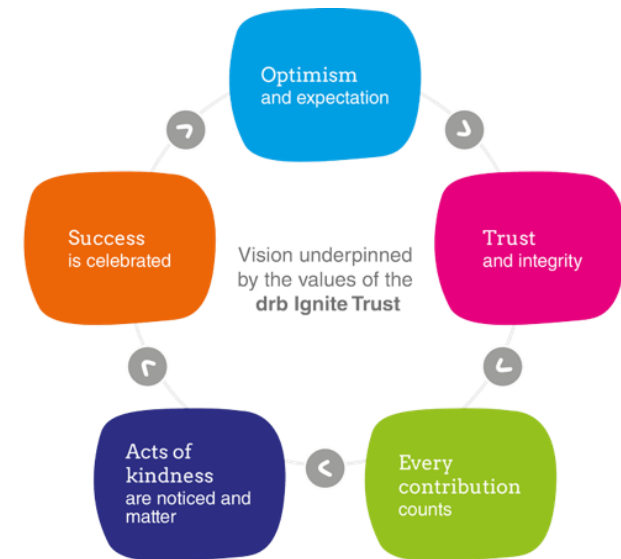 Optimism
and expectation
Trust
and integrity
Every
contribution
counts
Acts of
kindness
are noticed and
matter
Success
is celebrated
Vision underpinned
by the values of the
drb Ignite Trust